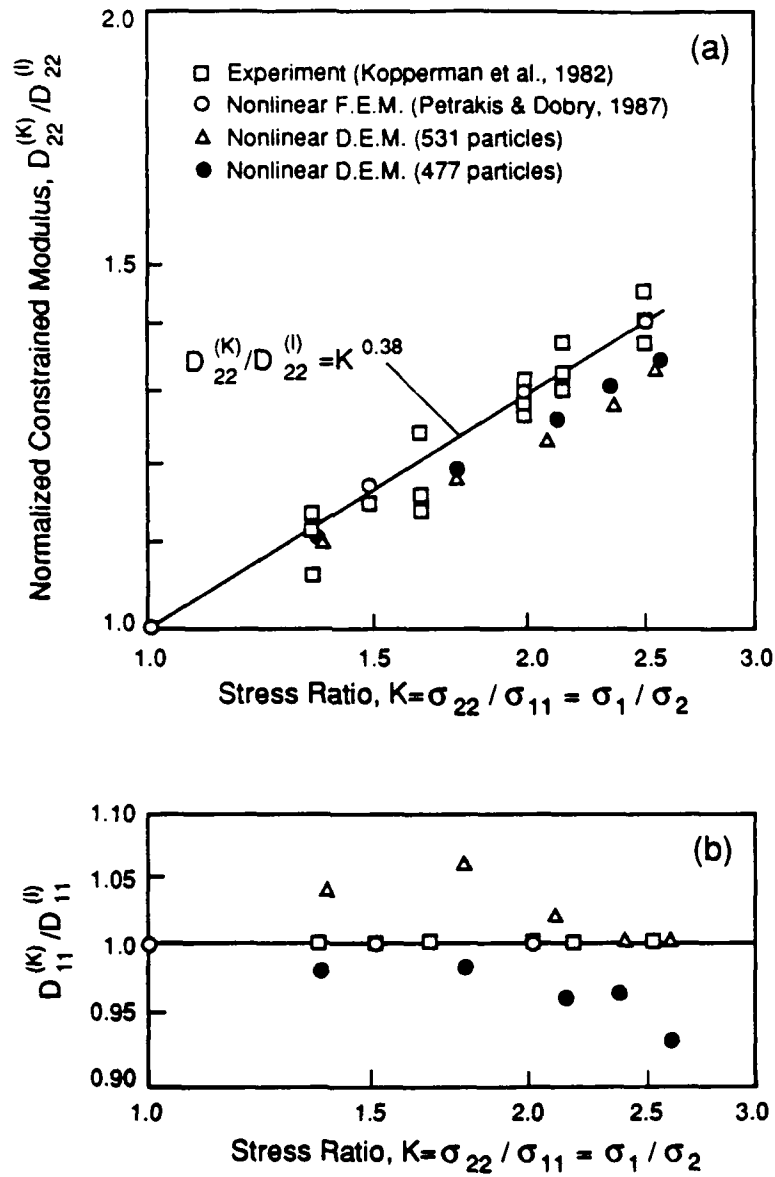 (a)
2.0
□ Experiment (Kopperman et al., 1982)
○ Nonlinear F.E.M. (Petrakis & Dobry, 1987)
△ Nonlinear D.E.M. (531 particles)
● Nonlinear D.E.M. (477 particles)
Normalized Constrained Modulus, D22^(K)/D22^(I)
1.5
D22^(K)/D22^(I) = K^0.38
1.0
1.0 1.5 2.0 2.5 3.0
Stress Ratio, K=σ22 / σ11 = σ1 / σ2
(b)
D11^(K)/D11^(I)
1.10
1.05
1.0
0.95
0.90
1.0 1.5 2.0 2.5 3.0
Stress Ratio, K=σ22 / σ11 = σ1 / σ2